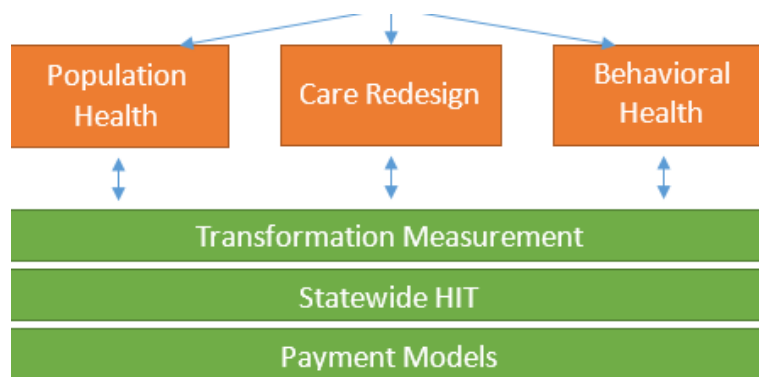 Population
Health
Care Redesign
Behavioral
Health
Transformation Measurement
Statewide HIT
Payment Models